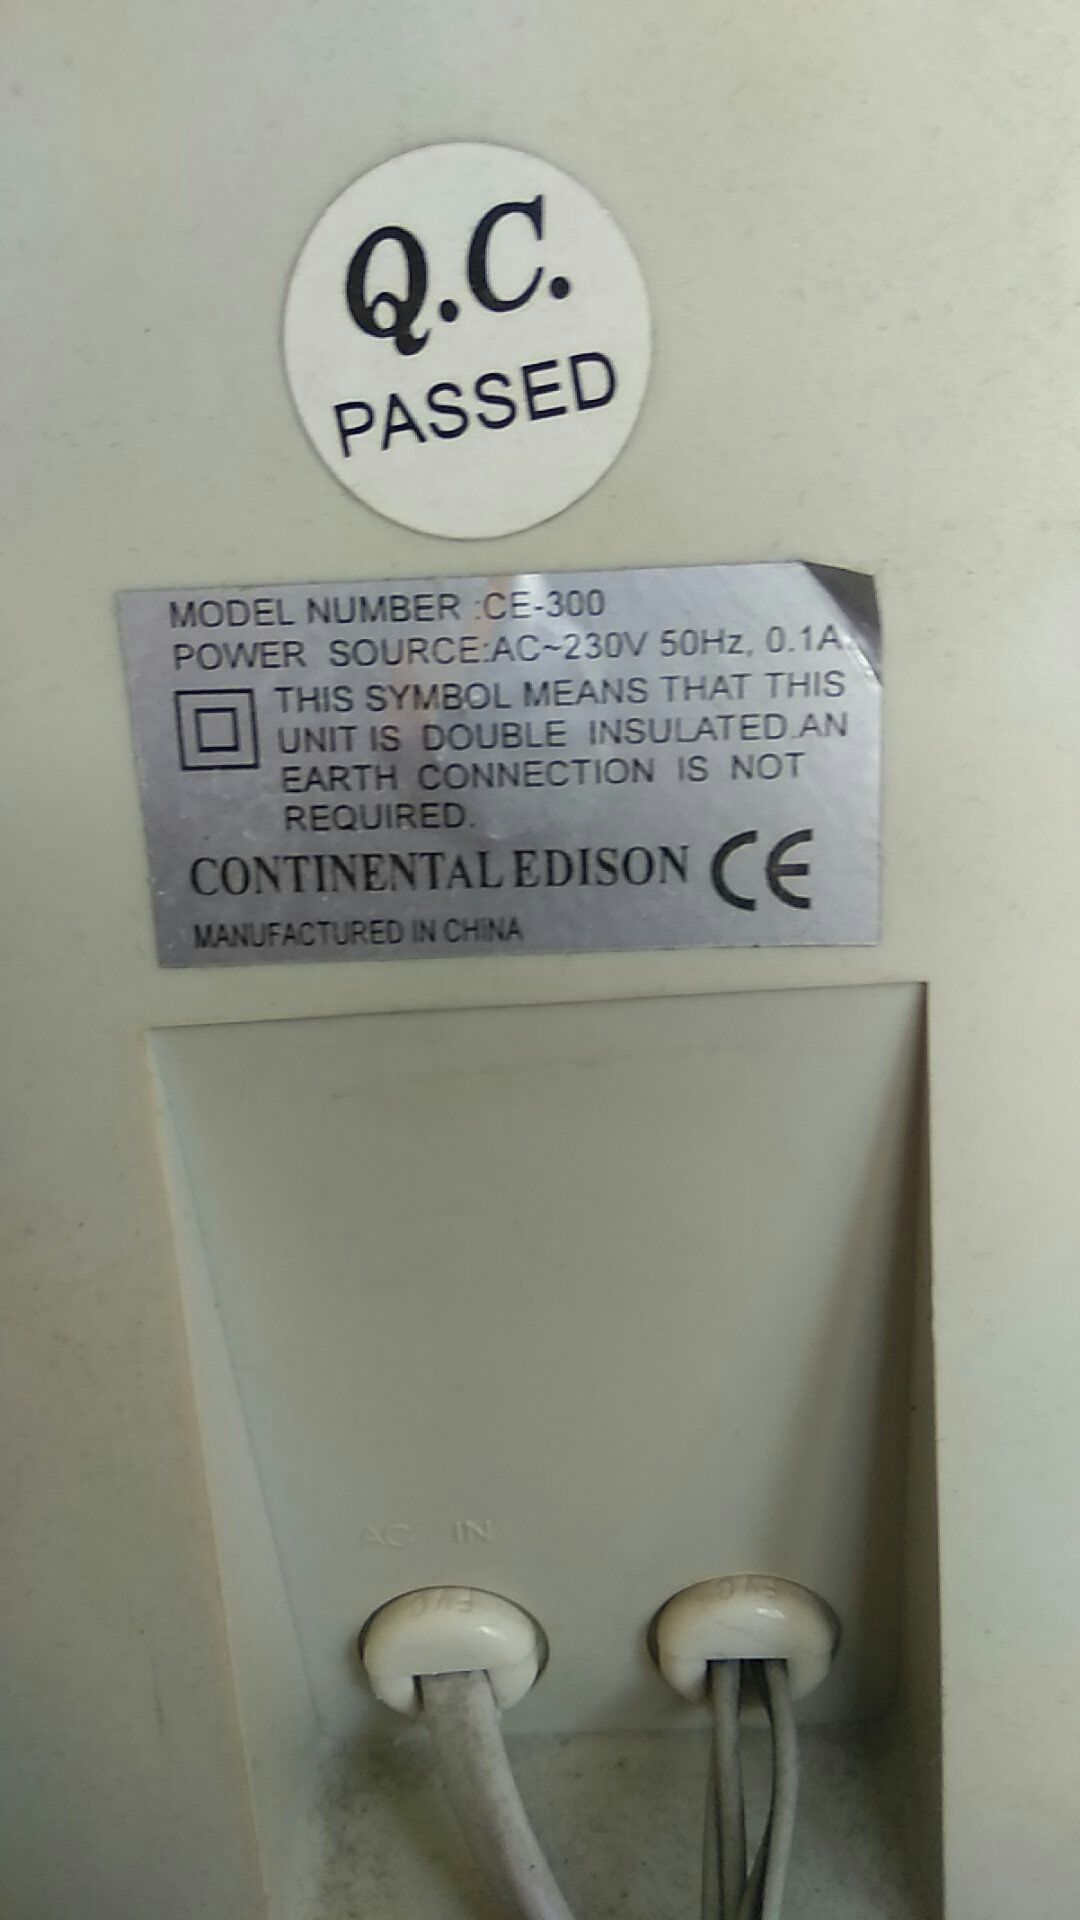 Q.C.
PASSED
MODEL NUMBER :CE-300
POWER SOURCE:AC~230V 50Hz, 0.1A
THIS SYMBOL MEANS THAT THIS
UNIT IS DOUBLE INSULATED.AN
EARTH CONNECTION IS NOT
REQUIRED.
CONTINENTAL EDISON CE
MANUFACTURED IN CHINA
AC IN